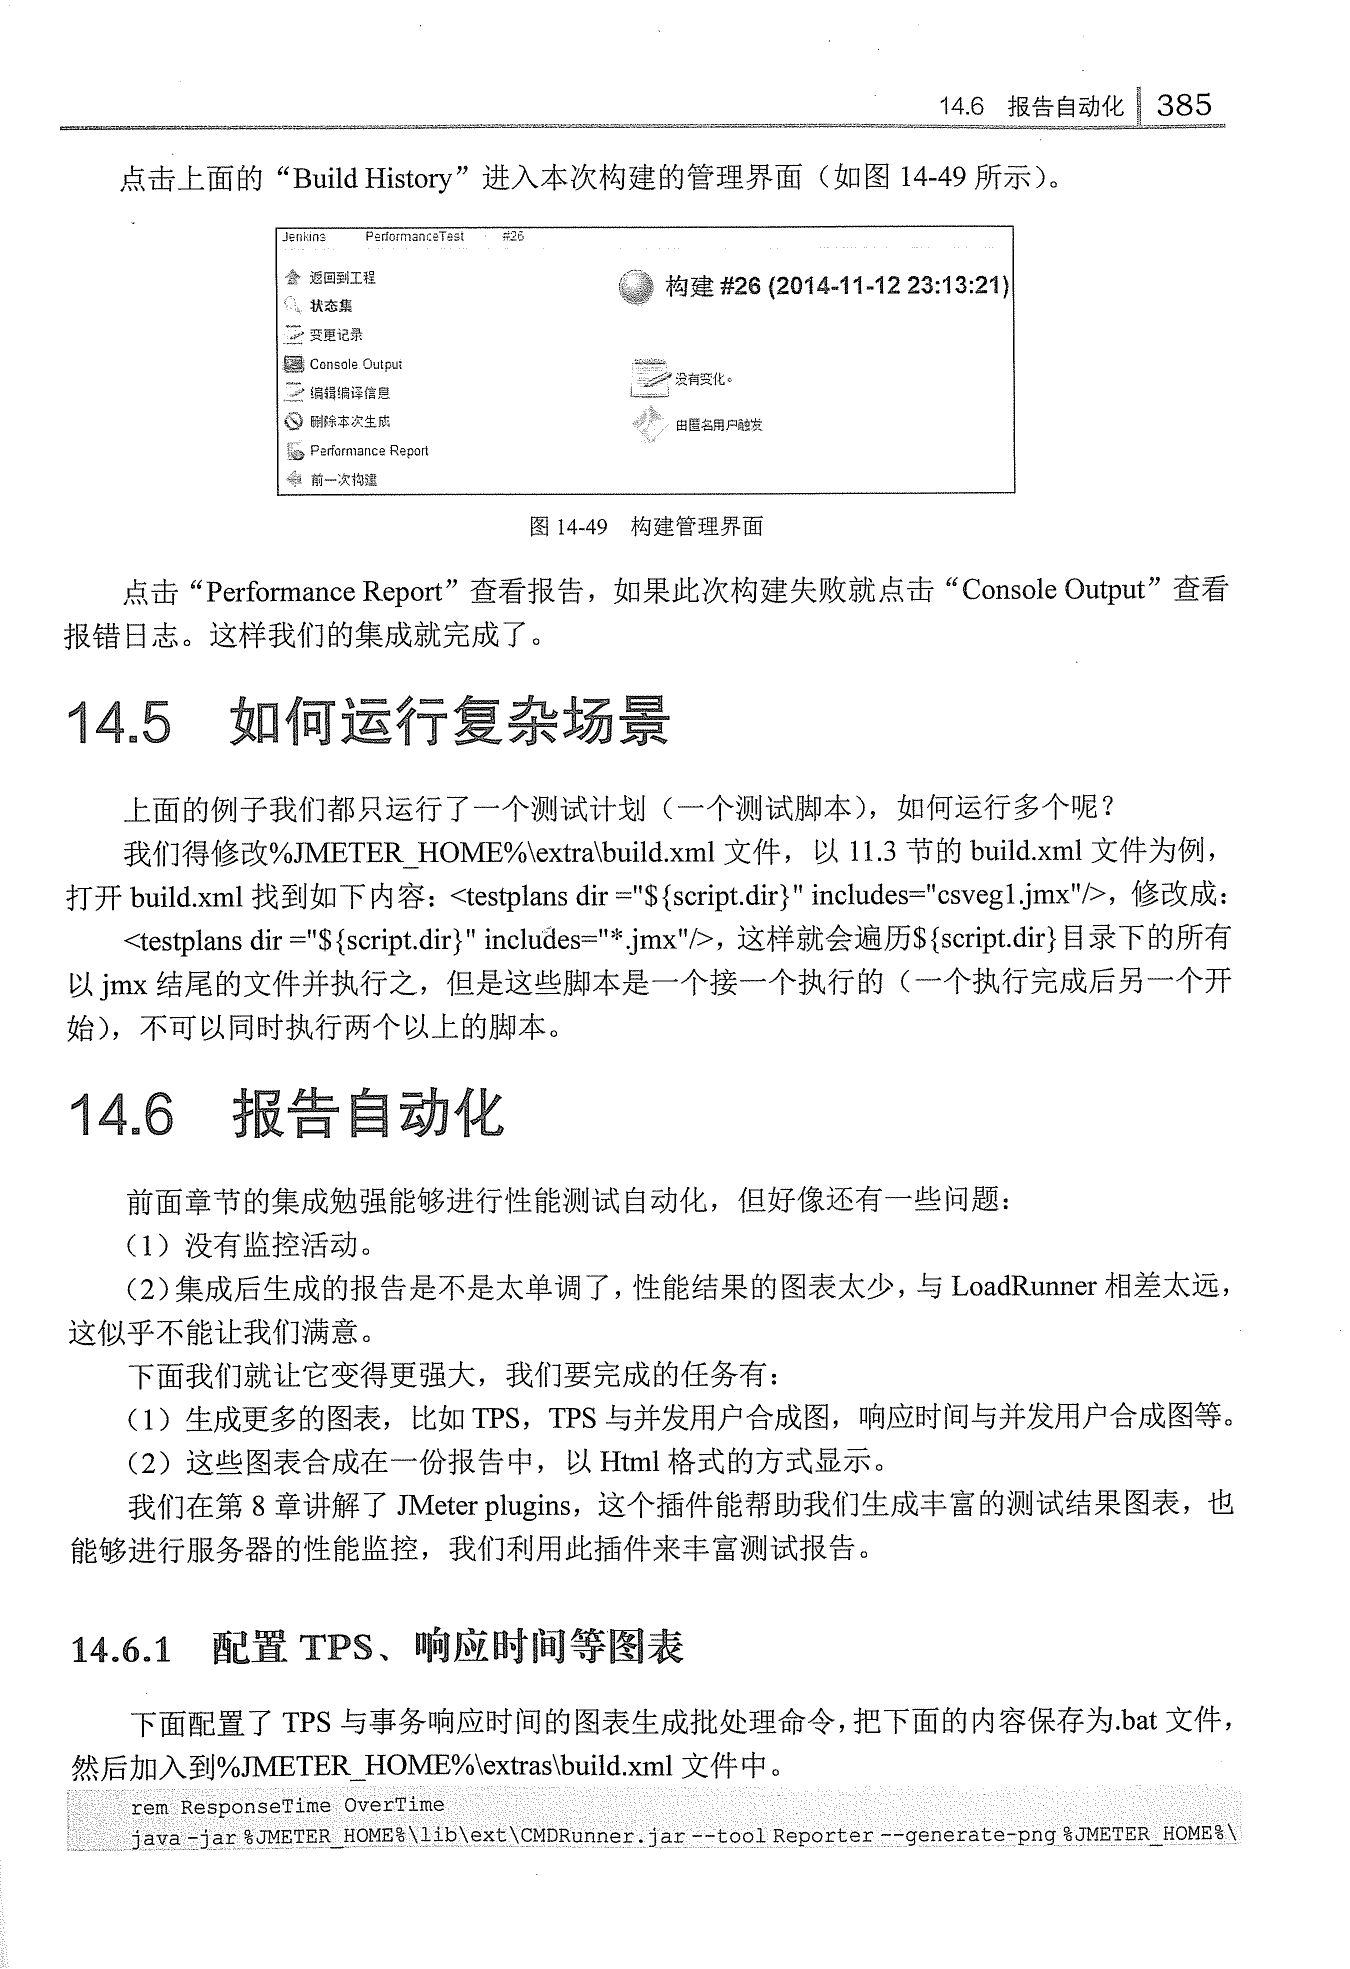 14.6 报告自动化 385
点击上面的“Build History”进入本次构建的管理界面（如图 14-49 所示）。
Jenkins PerformanceTest #26
返回到工程
状态集
变更记录
Console Output
编辑编译信息
删除本次生成
Performance Report
前一次构建
构建 #26 (2014-11-12 23:13:21)
没有变化。
由匿名用户触发
图 14-49 构建管理界面
点击“Performance Report”查看报告，如果此次构建失败就点击“Console Output”查看
报错日志。这样我们的集成就完成了。
14.5 如何运行复杂场景
上面的例子我们都只运行了一个测试计划（一个测试脚本），如何运行多个呢？
我们得修改%JMETER_HOME%\extra\build.xml 文件，以 11.3 节的 build.xml 文件为例，
打开 build.xml 找到如下内容：<testplans dir ="${script.dir}" includes="csveg1.jmx"/>，修改成：
<testplans dir ="${script.dir}" includes="*.jmx"/>，这样就会遍历${script.dir}目录下的所有
以 jmx 结尾的文件并执行之，但是这些脚本是一个接一个执行的（一个执行完成后另一个开
始），不可以同时执行两个以上的脚本。
14.6 报告自动化
前面章节的集成勉强能够进行性能测试自动化，但好像还有一些问题：
（1）没有监控活动。
（2）集成后生成的报告是不是太单调了，性能结果的图表太少，与 LoadRunner 相差太远，
这似乎不能让我们满意。
下面我们就让它变得更强大，我们要完成的任务有：
（1）生成更多的图表，比如 TPS，TPS 与并发用户合成图，响应时间与并发用户合成图等。
（2）这些图表合成在一份报告中，以 Html 格式的方式显示。
我们在第 8 章讲解了 JMeter plugins，这个插件能帮助我们生成丰富的测试结果图表，也
能够进行服务器的性能监控，我们利用此插件来丰富测试报告。
14.6.1 配置 TPS、响应时间等图表
下面配置了 TPS 与事务响应时间的图表生成批处理命令，把下面的内容保存为.bat 文件，
然后加入到%JMETER_HOME%\extras\build.xml 文件中。
rem ResponseTime OverTime
java -jar %JMETER_HOME%\lib\ext\CMDRunner.jar --tool Reporter --generate-png %JMETER_HOME%\